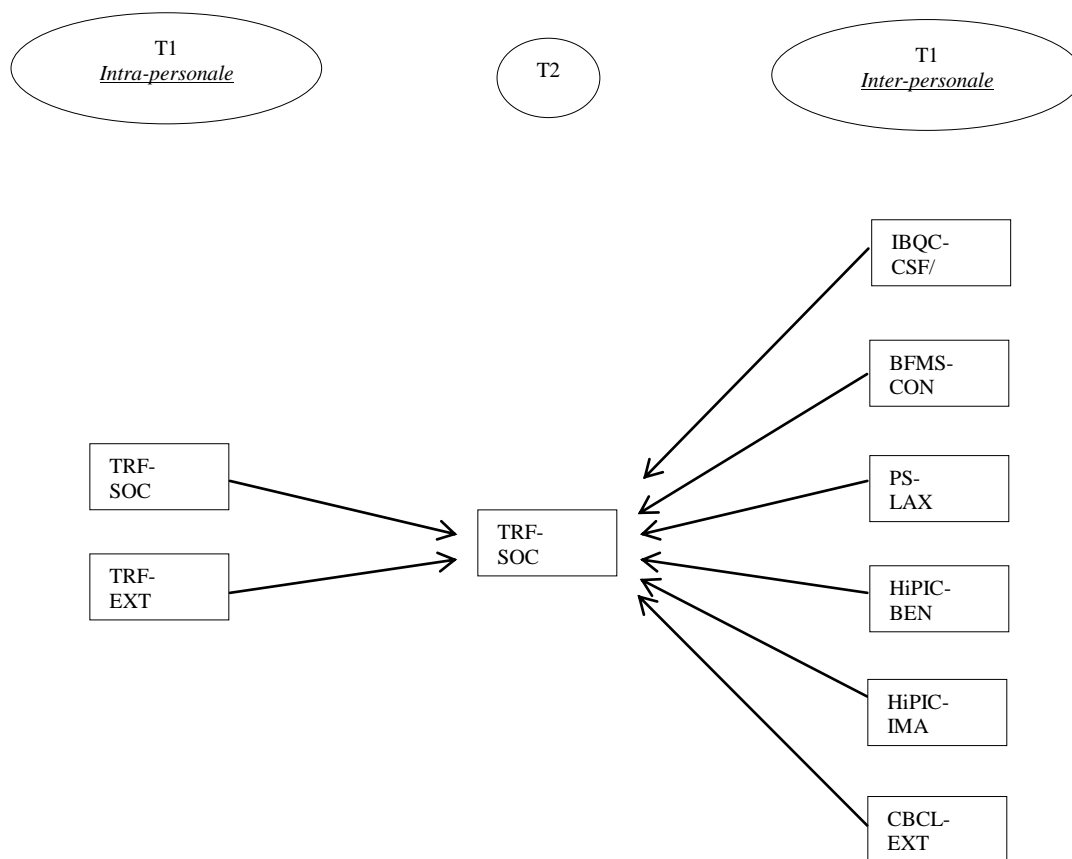 T1
Intra-personale
T2
T1
Inter-personale
IBQC-
CSF/
BFMS-
CON
TRF-
SOC
PS-
LAX
TRF-
SOC
TRF-
EXT
HiPIC-
BEN
HiPIC-
IMA
CBCL-
EXT